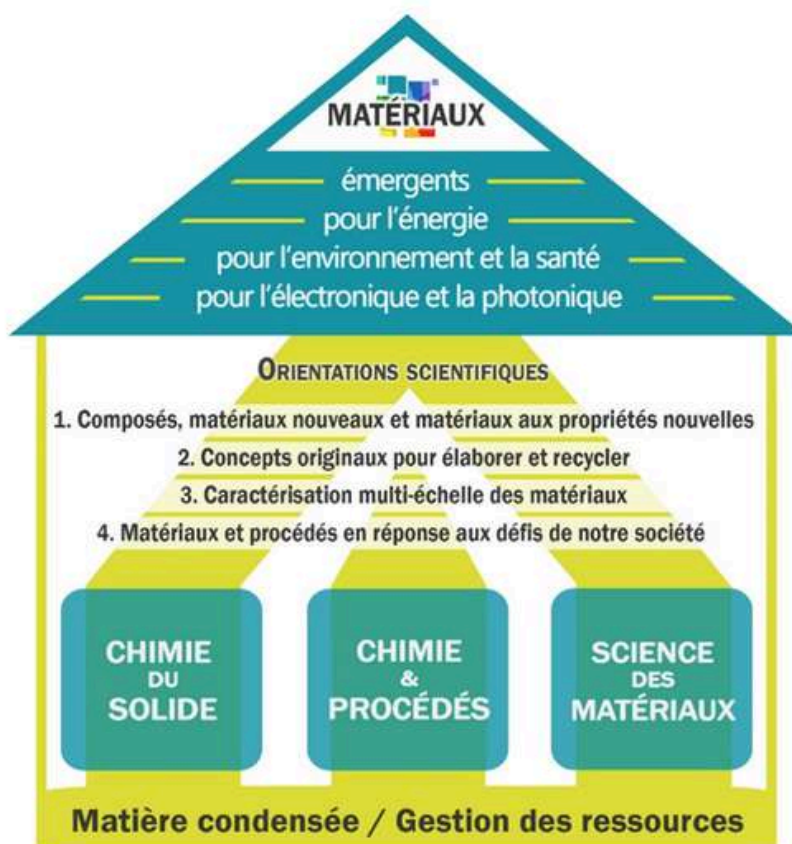 MATÉRIAUX
émergents
pour l'énergie
pour l'environnement et la santé
pour l'électronique et la photonique
ORIENTATIONS SCIENTIFIQUES
1. Composés, matériaux nouveaux et matériaux aux propriétés nouvelles
2. Concepts originaux pour élaborer et recycler
3. Caractérisation multi-échelle des matériaux
4. Matériaux et procédés en réponse aux défis de notre société
CHIMIE
DU
SOLIDE
CHIMIE
&
PROCÉDÉS
SCIENCE
DES
MATÉRIAUX
Matière condensée / Gestion des ressources